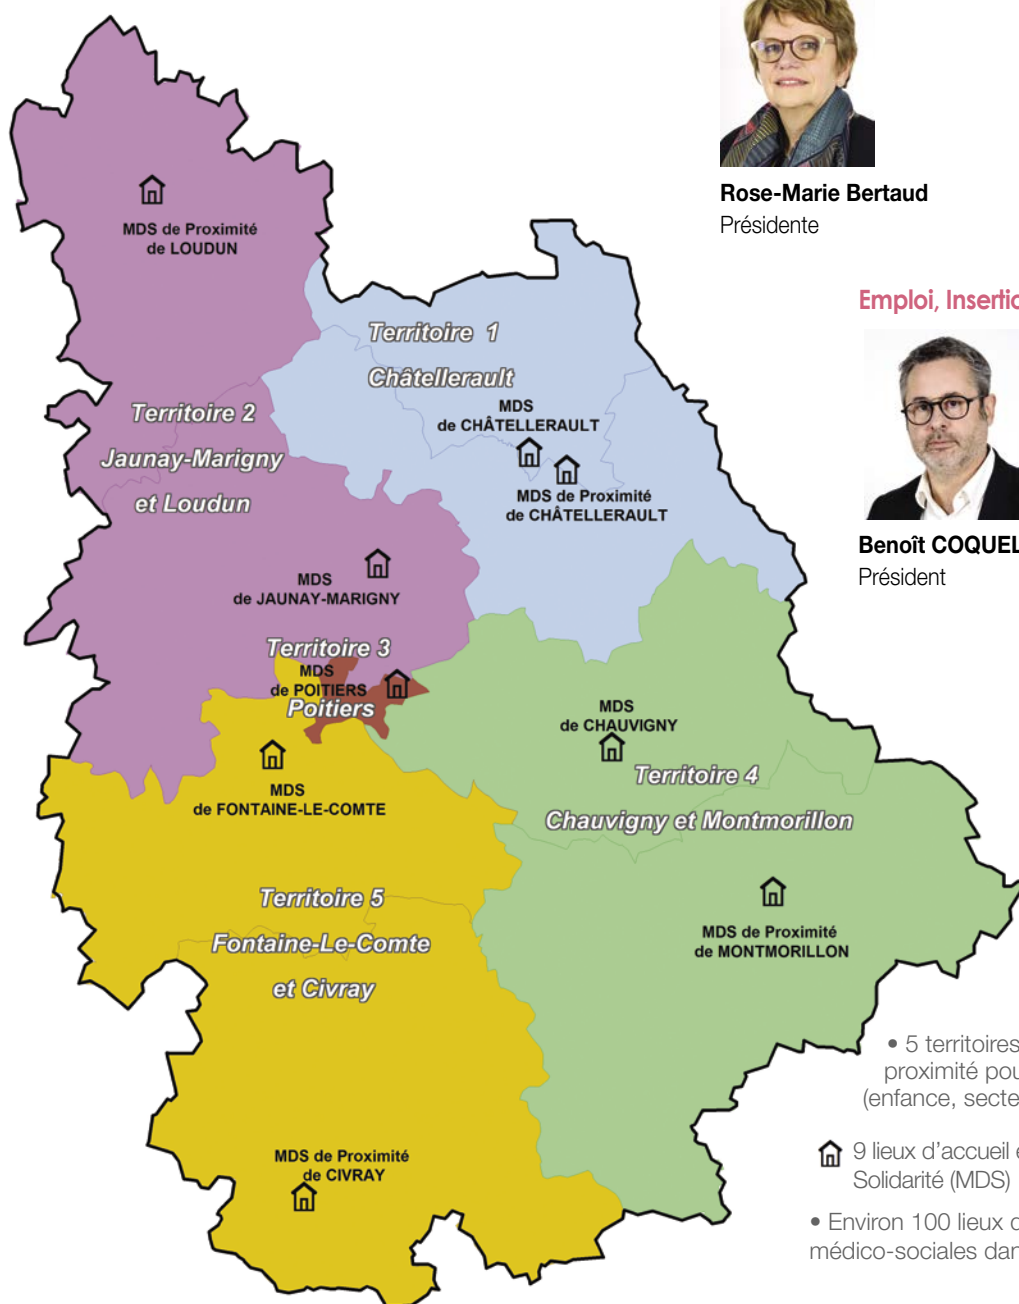 Rose-Marie Bertaud
Présidente
MDS de Proximité
de LOUDUN
Emploi, Insertio
Territoire 1
Châtellerault
MDS
de CHÂTELLERAULT
MDS de Proximité
de CHÂTELLERAULT
Territoire 2
Jaunay-Marigny
et Loudun
Benoît COQUEL
Président
MDS
de JAUNAY-MARIGNY
Territoire 3
MDS
de POITIERS
Poitiers
MDS
de CHAUVIGNY
Territoire 4
Chauvigny et Montmorillon
MDS
de FONTAINE-LE-COMTE
Territoire 5
Fontaine-Le-Comte
et Civray
MDS de Proximité
de MONTMORILLON
• 5 territoires
proximité pou
(enfance, secte
9 lieux d’accueil e
Solidarité (MDS)
• Environ 100 lieux d
médico-sociales dan
MDS de Proximité
de CIVRAY